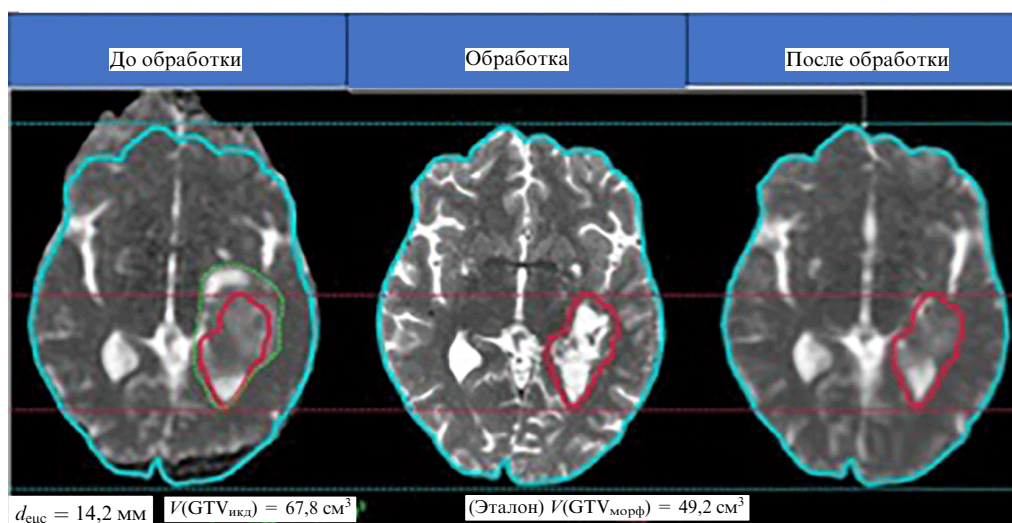 До обработки
Обработка
После обработки
d_euc = 14,2 мм
V(GTV_икд) = 67,8 см³
(Эталон) V(GTV_морф) = 49,2 см³